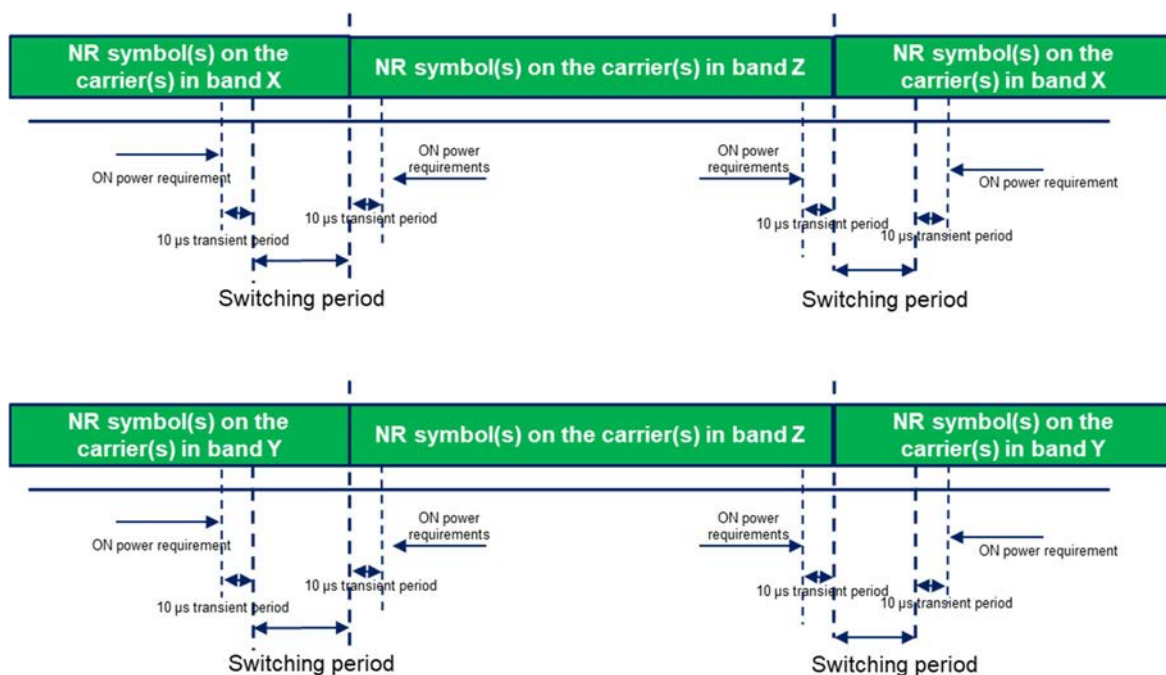 NR symbol(s) on the
carrier(s) in band X
NR symbol(s) on the carrier(s) in band Z
NR symbol(s) on the
carrier(s) in band X
ON power requirement
ON power
requirements
ON power
requirements
ON power requirement
10 µs transient period
10 µs transient period
10 µs transient period
10 µs transient period
Switching period
Switching period
NR symbol(s) on the
carrier(s) in band Y
NR symbol(s) on the carrier(s) in band Z
NR symbol(s) on the
carrier(s) in band Y
ON power requirement
ON power
requirements
ON power
requirements
ON power requirement
10 µs transient period
10 µs transient period
10 µs transient period
10 µs transient period
Switching period
Switching period